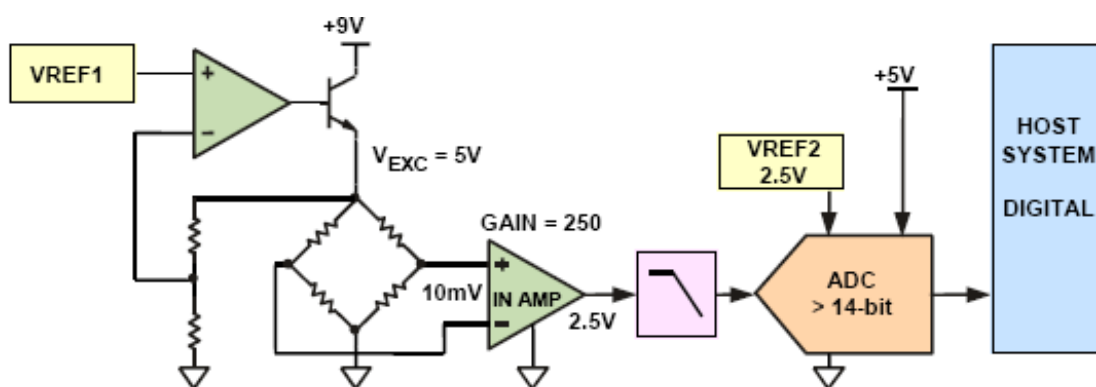 +9V
VREF1
+
−
V_EXC = 5V
GAIN = 250
+
10mV
IN AMP
−
2.5V
+5V
VREF2
2.5V
ADC
> 14-bit
HOST
SYSTEM
DIGITAL